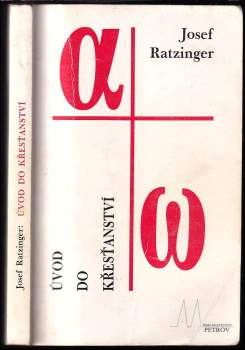 Josef Ratzinger: ÚVOD DO KŘESŤANSTVÍ
Josef
Ratzinger
α
ω
ÚVOD
DO
KŘESŤANSTVÍ
PETROV